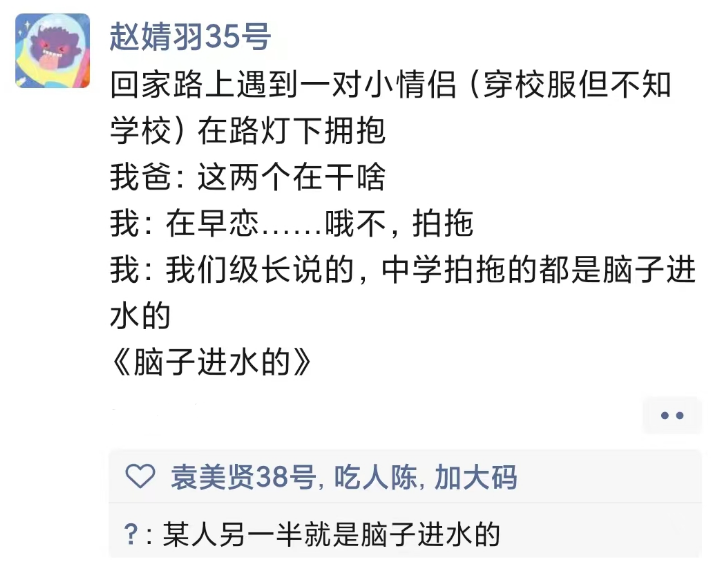 赵婧羽35号
回家路上遇到一对小情侣（穿校服但不知
学校）在路灯下拥抱
我爸：这两个在干啥
我：在早恋……哦不，拍拖
我：我们级长说的，中学拍拖的都是脑子进
水的
《脑子进水的》
袁美贤38号, 吃人陈, 加大码
?：某人另一半就是脑子进水的